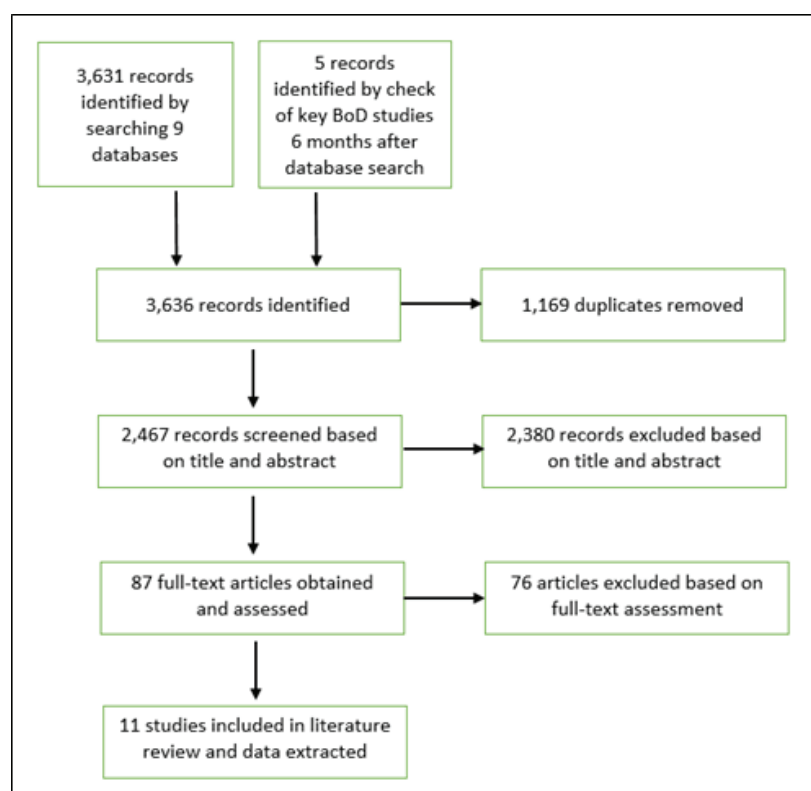 3,631 records
identified by
searching 9
databases
5 records
identified by check
of key BoD studies
6 months after
database search
3,636 records identified
1,169 duplicates removed
2,467 records screened based
on title and abstract
2,380 records excluded based
on title and abstract
87 full-text articles obtained
and assessed
76 articles excluded based on
full-text assessment
11 studies included in literature
review and data extracted